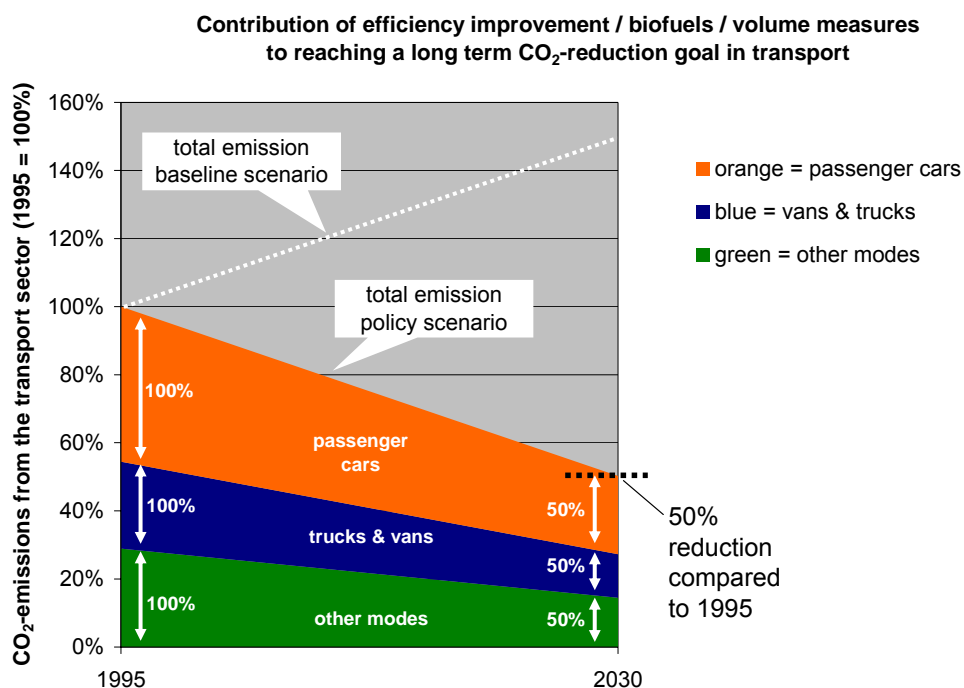 Contribution of efficiency improvement / biofuels / volume measures
to reaching a long term CO₂-reduction goal in transport
CO₂-emissions from the transport sector (1995 = 100%)
160%
140%
120%
100%
80%
60%
40%
20%
0%
total emission
baseline scenario
total emission
policy scenario
100%
passenger
cars
50%
100%
trucks & vans
50%
100%
other modes
50%
1995
2030
orange = passenger cars
blue = vans & trucks
green = other modes
50%
reduction
compared
to 1995